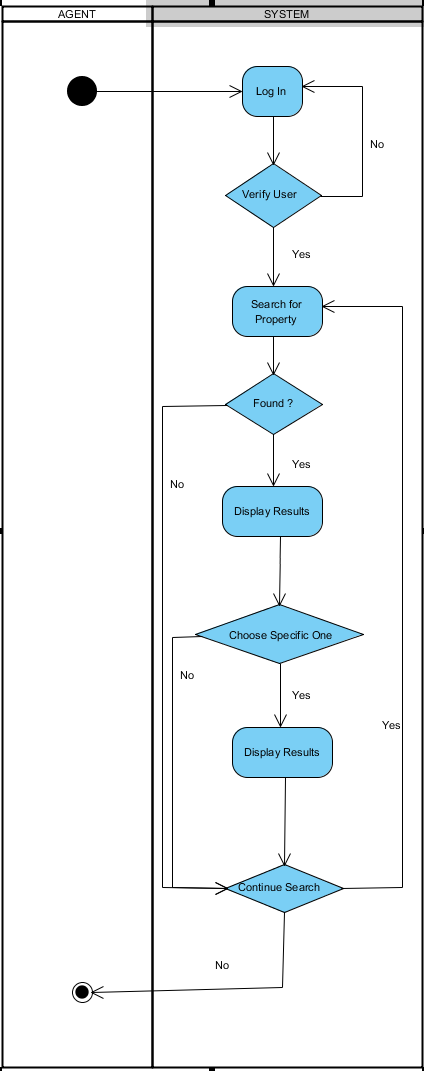 AGENT
SYSTEM
Log In
No
Verify User
Yes
Search for
Property
Found ?
Yes
No
Display Results
Choose Specific One
No
Yes
Yes
Display Results
Continue Search
No